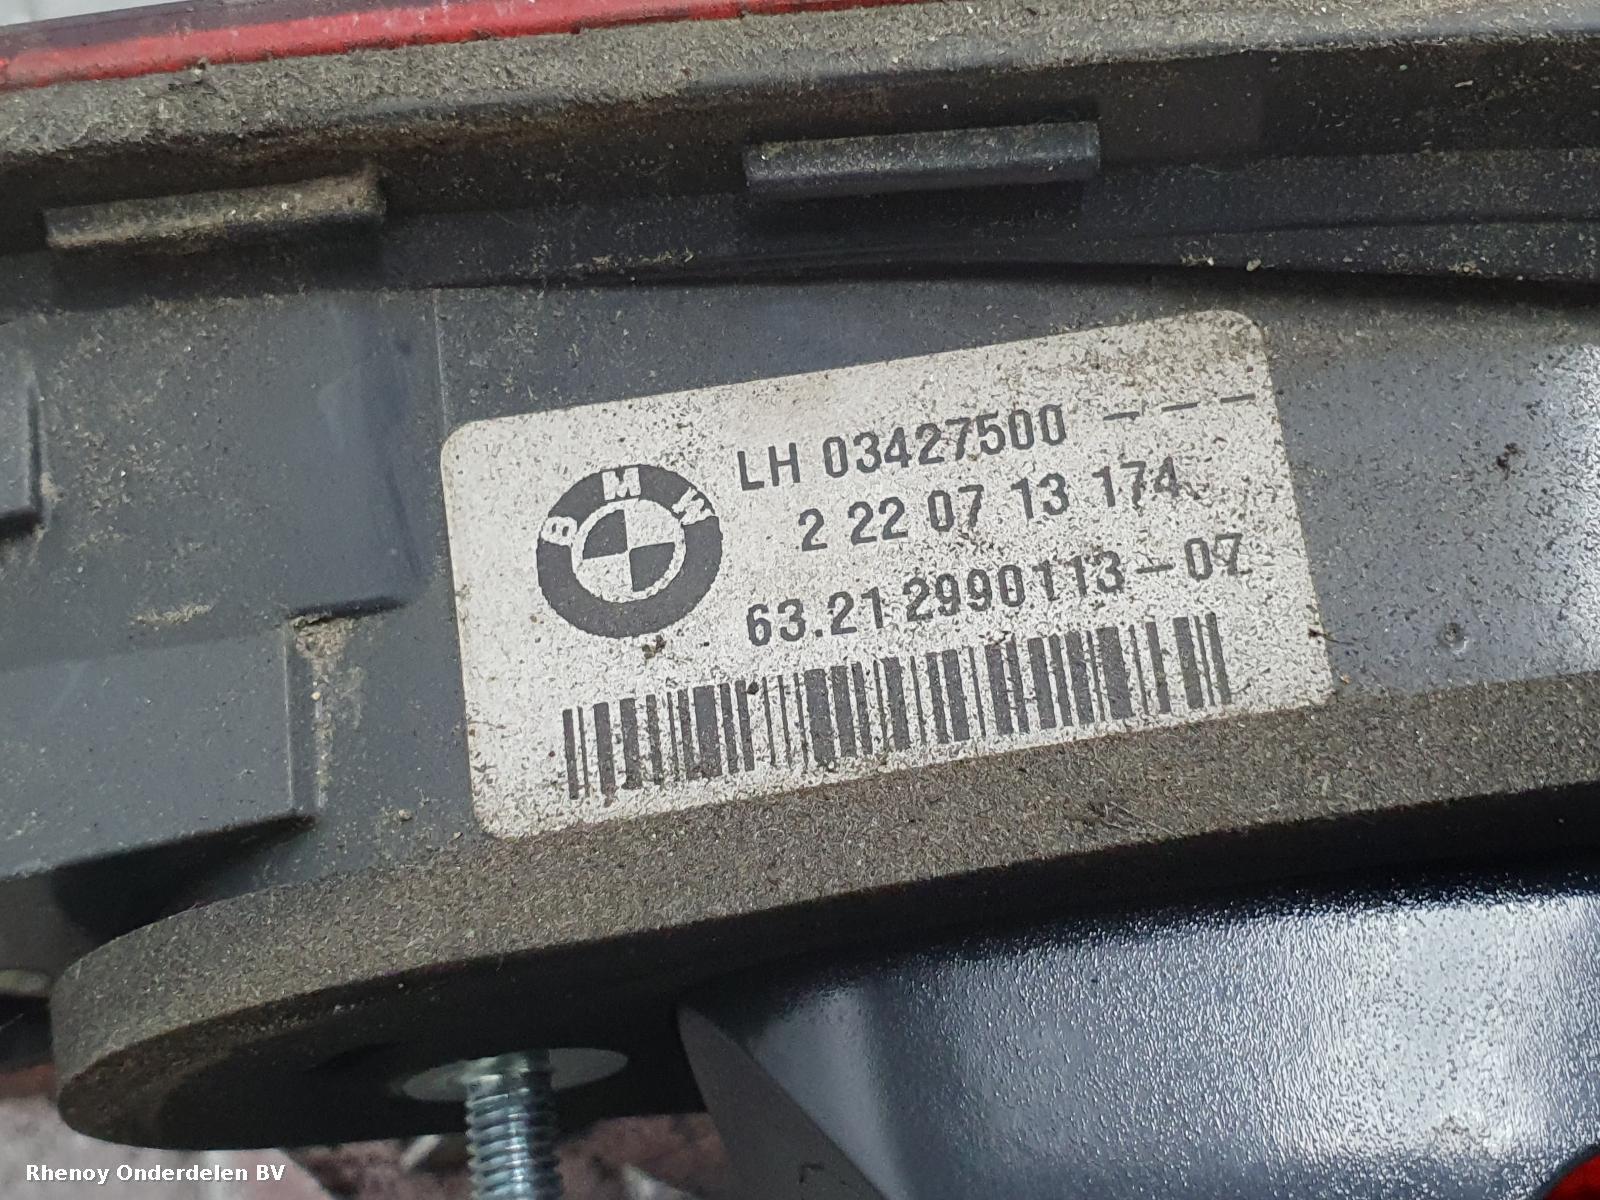 BMW
LH 03427500 ---
2 22 07 13 174
63.21 2990113-07
Rhenoy Onderdelen BV